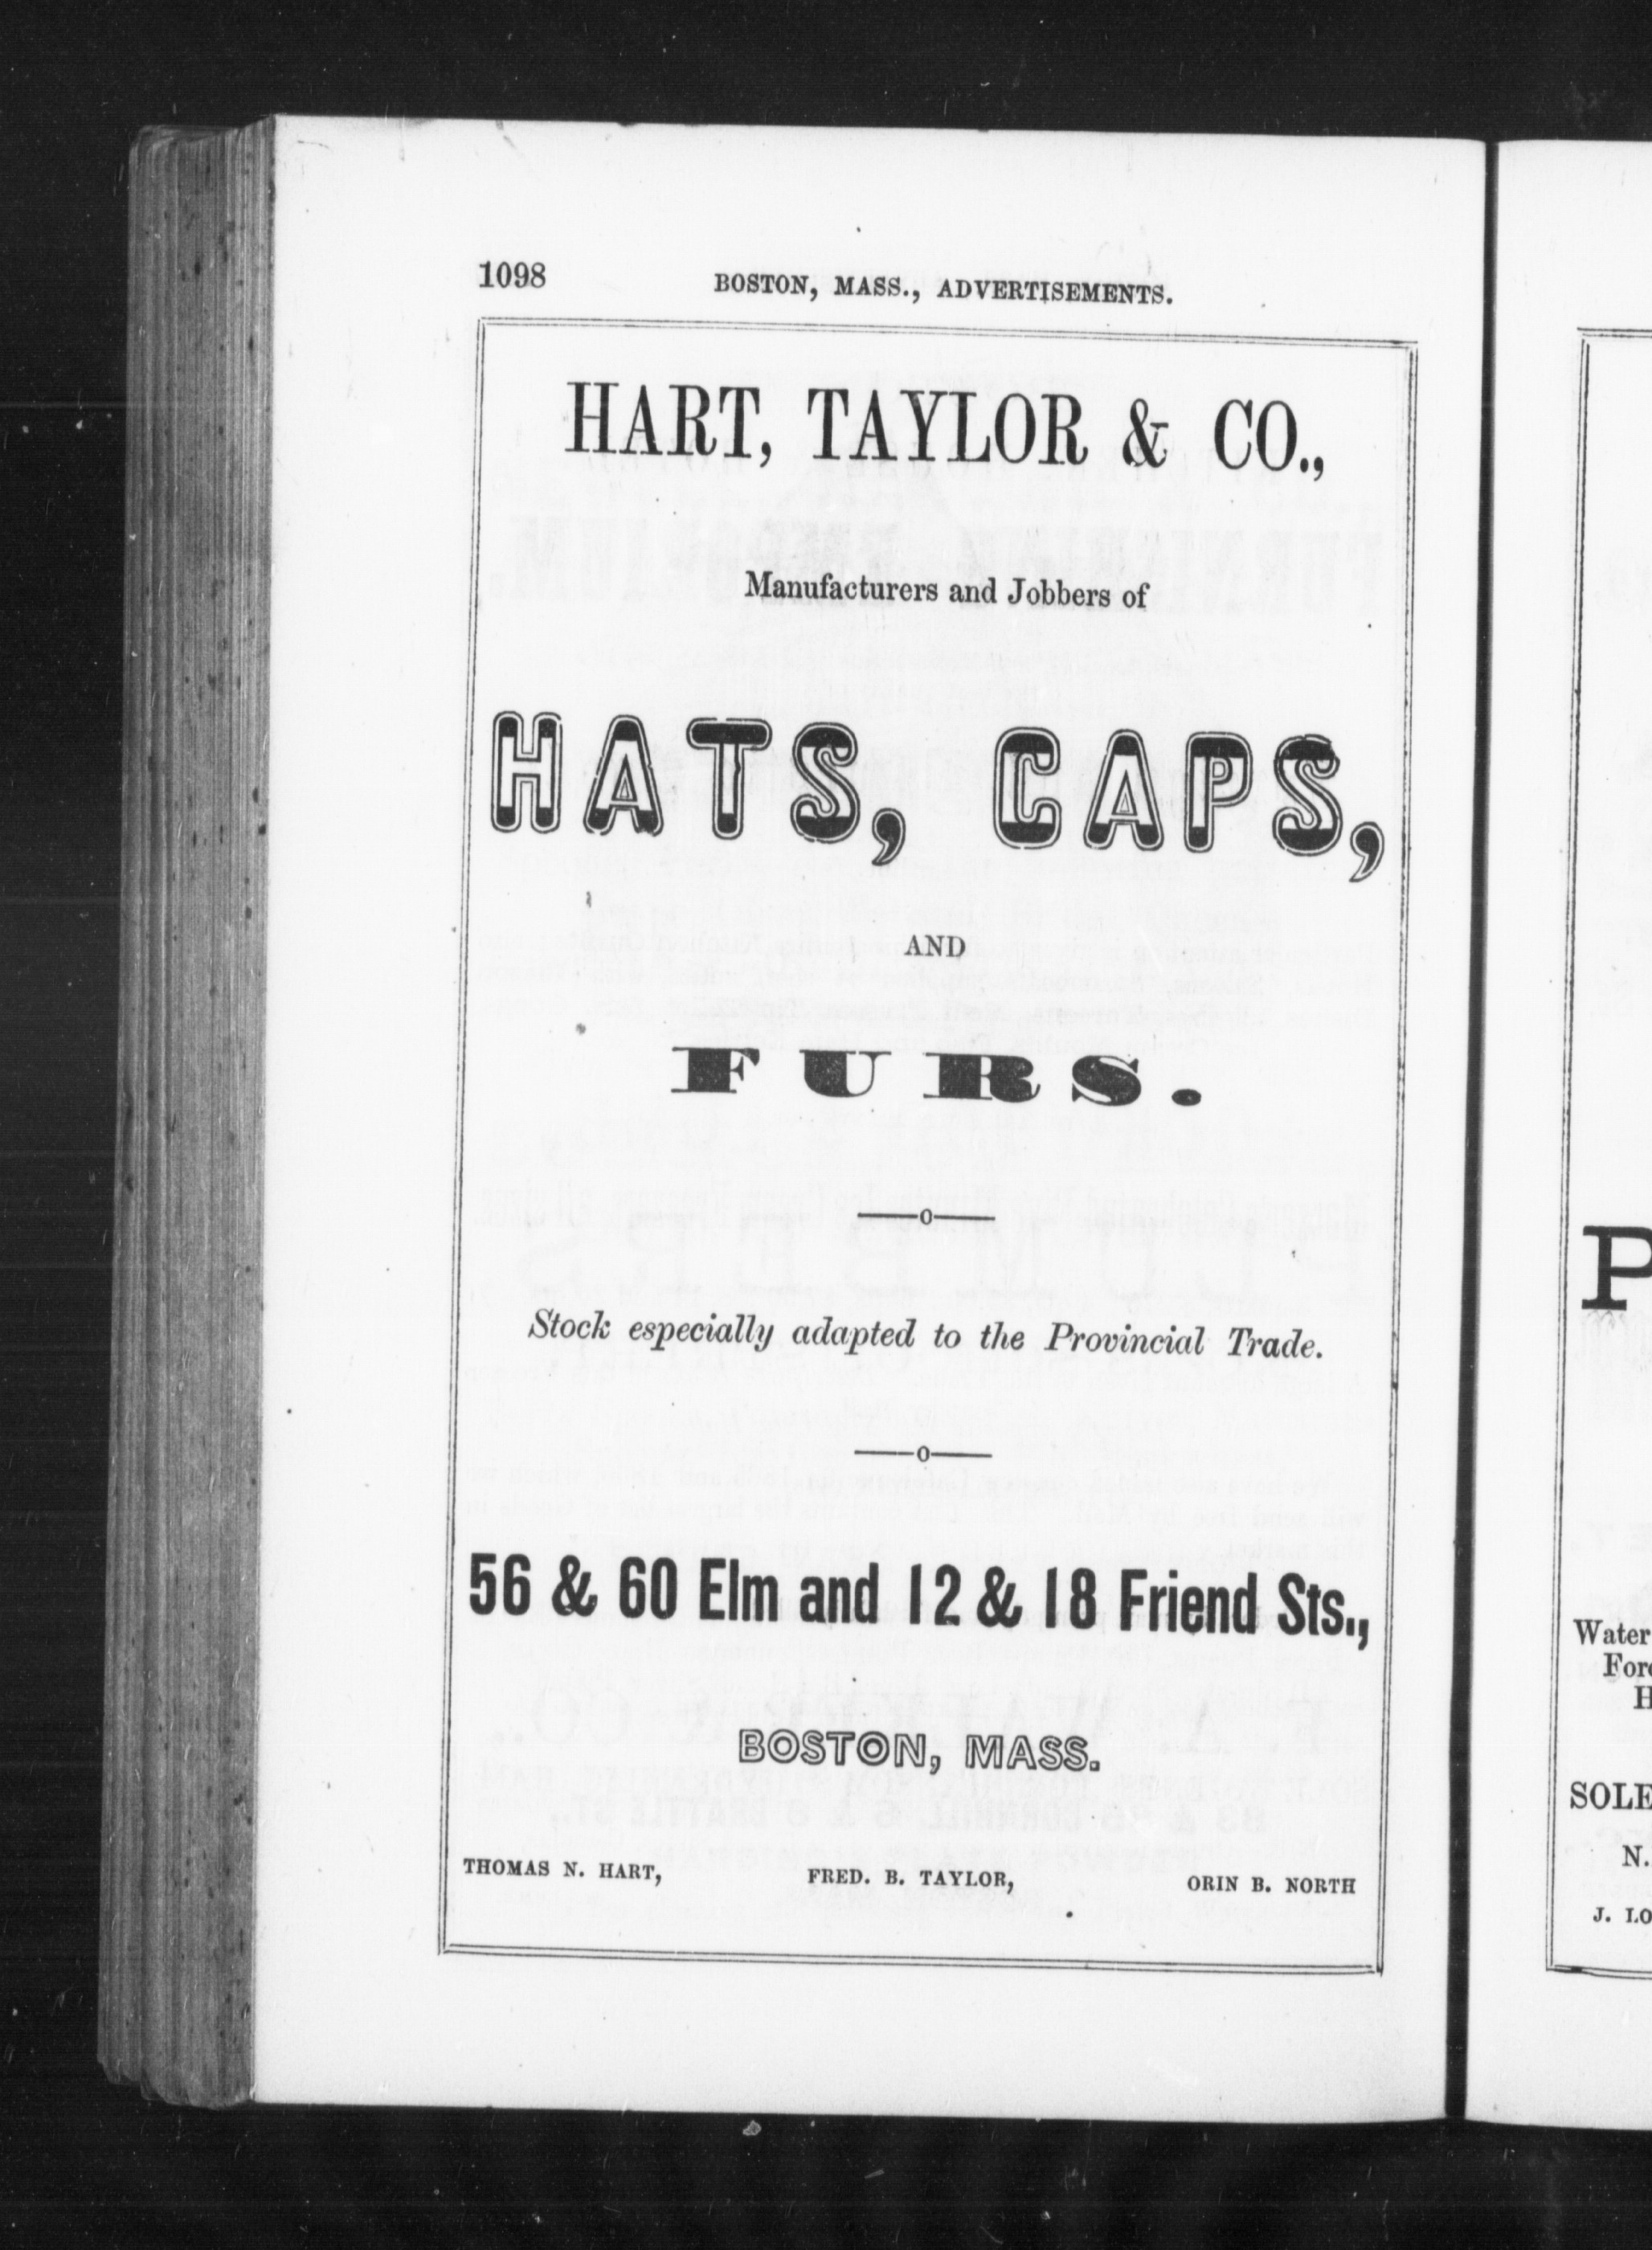 1098 BOSTON, MASS., ADVERTISEMENTS.
HART, TAYLOR & CO.,
Manufacturers and Jobbers of
HATS, CAPS,
AND
FURS.
Stock especially adapted to the Provincial Trade.
56 & 60 Elm and 12 & 18 Friend Sts.,
BOSTON, MASS.
THOMAS N. HART, FRED. B. TAYLOR, ORIN B. NORTH
P
Water
H
SOLE
N.
J. LO